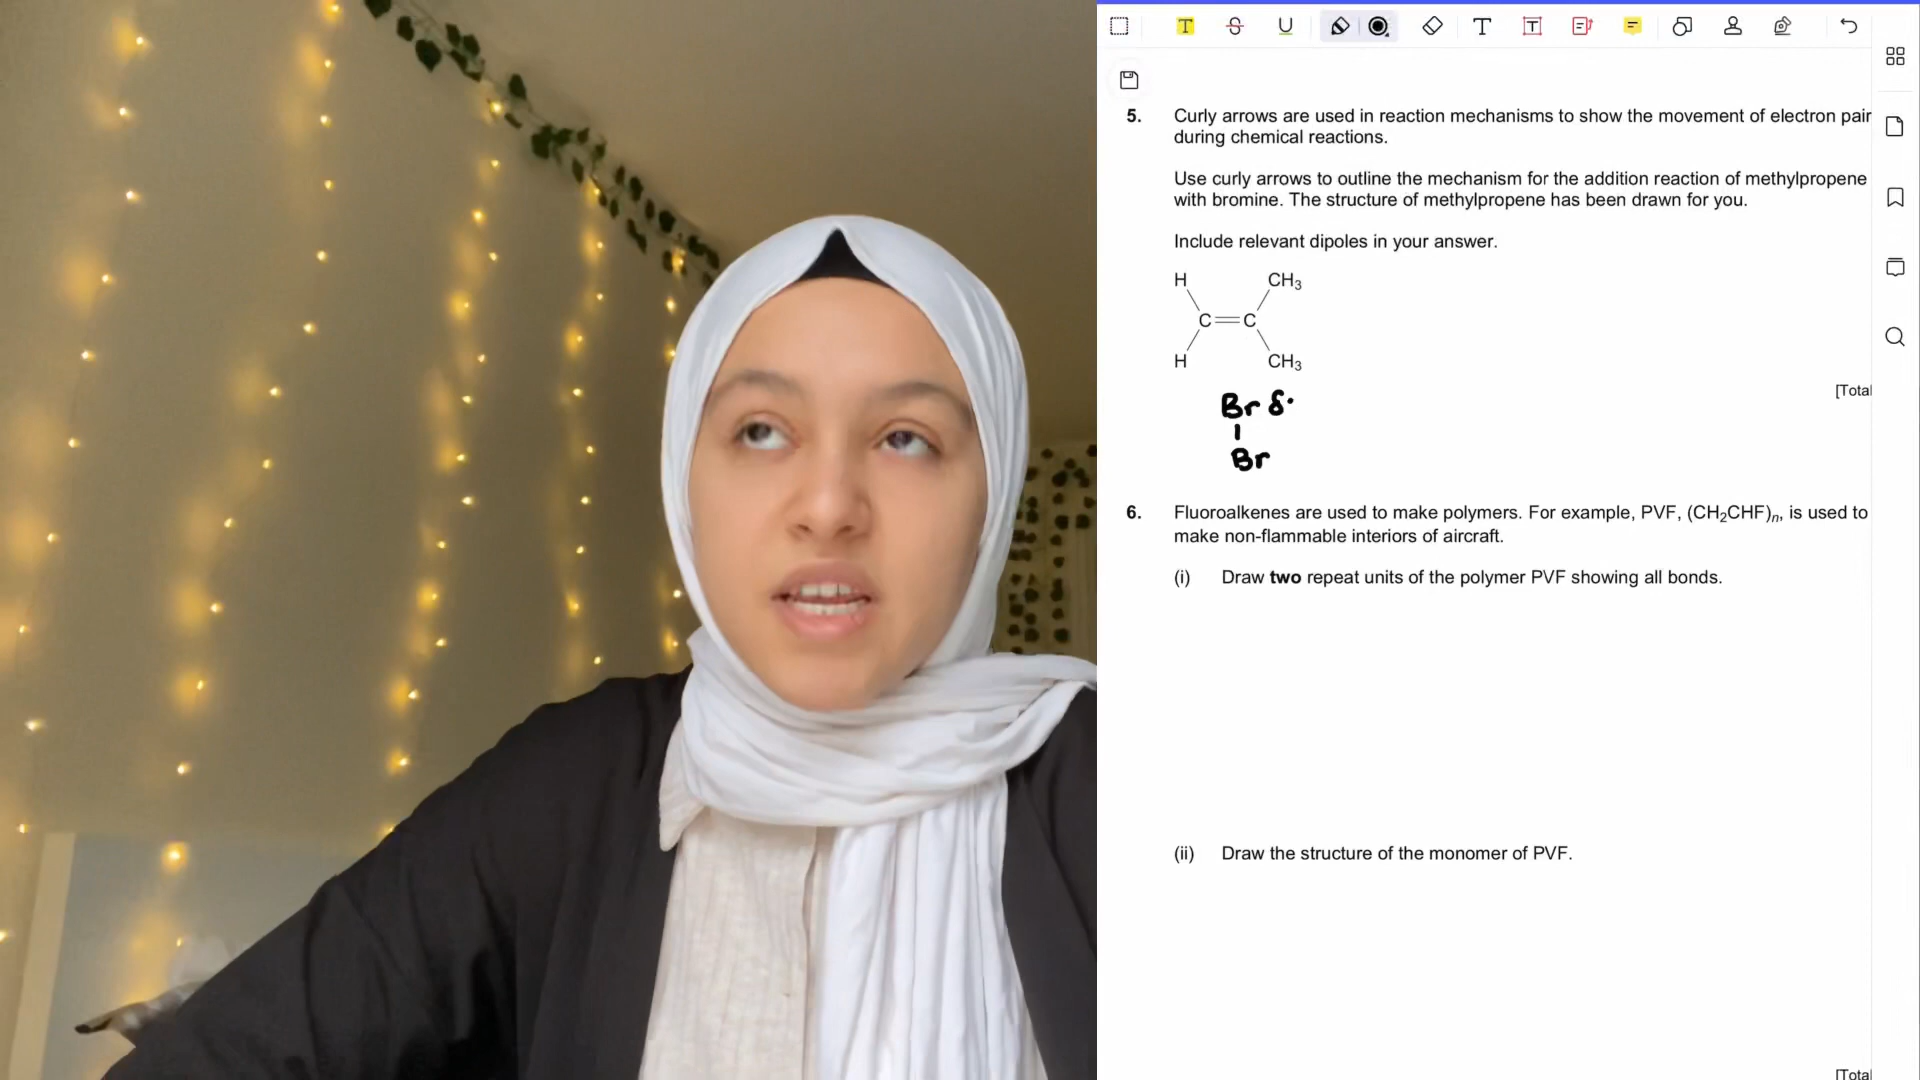 5. Curly arrows are used in reaction mechanisms to show the movement of electron pair
during chemical reactions.
Use curly arrows to outline the mechanism for the addition reaction of methylpropene
with bromine. The structure of methylpropene has been drawn for you.
Include relevant dipoles in your answer.
H CH₃
C=C
H CH₃
[Total
Br δ·
Br
6. Fluoroalkenes are used to make polymers. For example, PVF, (CH₂CHF)ₙ, is used to
make non-flammable interiors of aircraft.
(i) Draw two repeat units of the polymer PVF showing all bonds.
(ii) Draw the structure of the monomer of PVF.
[Total